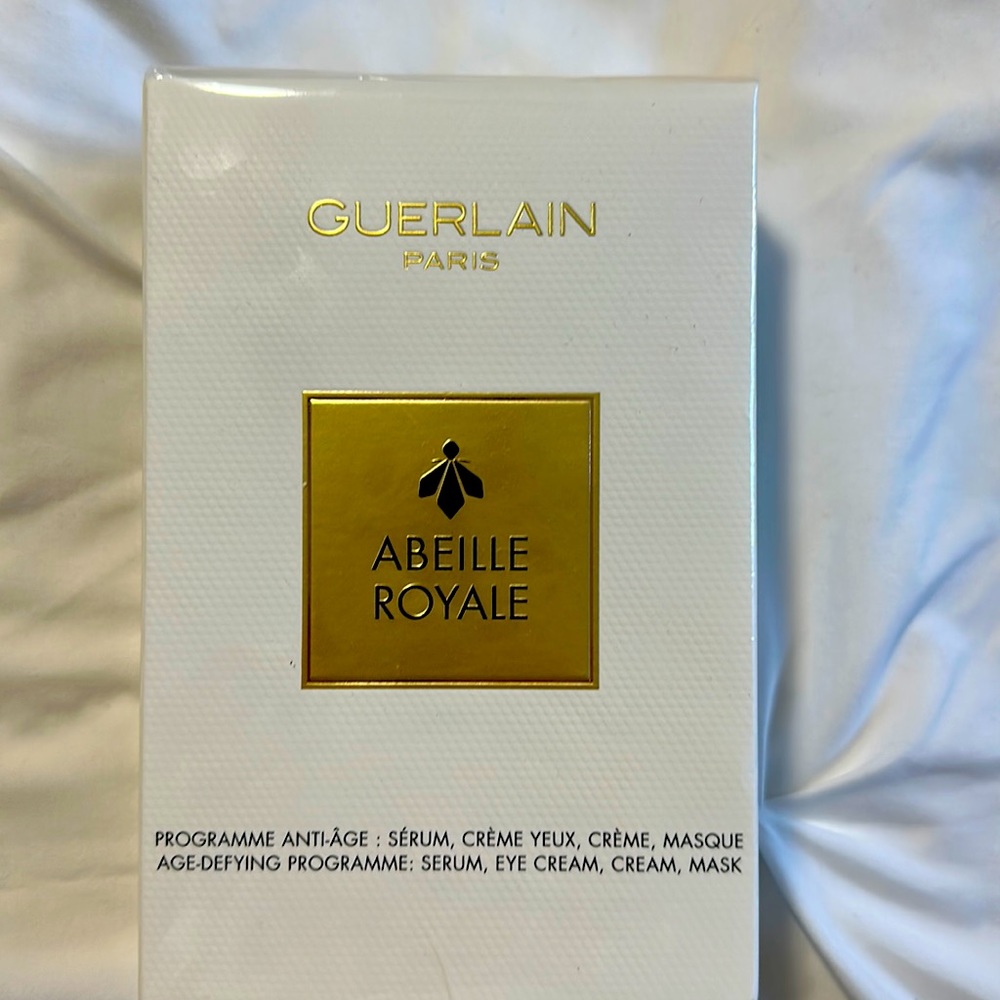 GUERLAIN
PARIS
ABEILLE
ROYALE
PROGRAMME ANTI-ÂGE : SÉRUM, CRÈME YEUX, CRÈME, MASQUE
AGE-DEFYING PROGRAMME: SERUM, EYE CREAM, CREAM, MASK